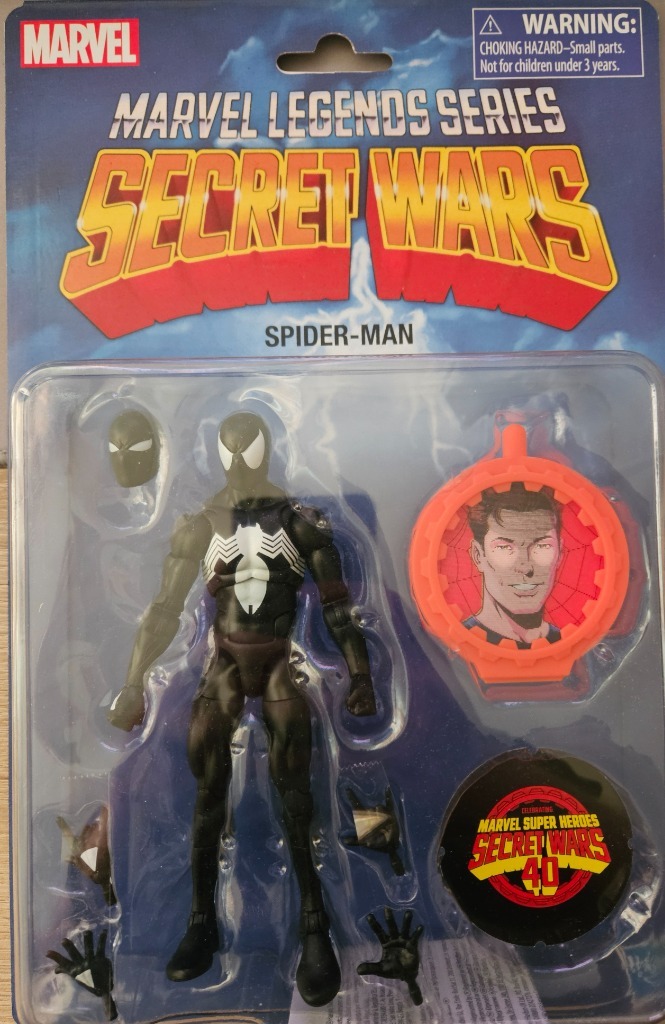 MARVEL
WARNING:
CHOKING HAZARD–Small parts.
Not for children under 3 years.
MARVEL LEGENDS SERIES
SECRET WARS
SPIDER-MAN
CELEBRATING
MARVEL SUPER HEROES
SECRET WARS
40